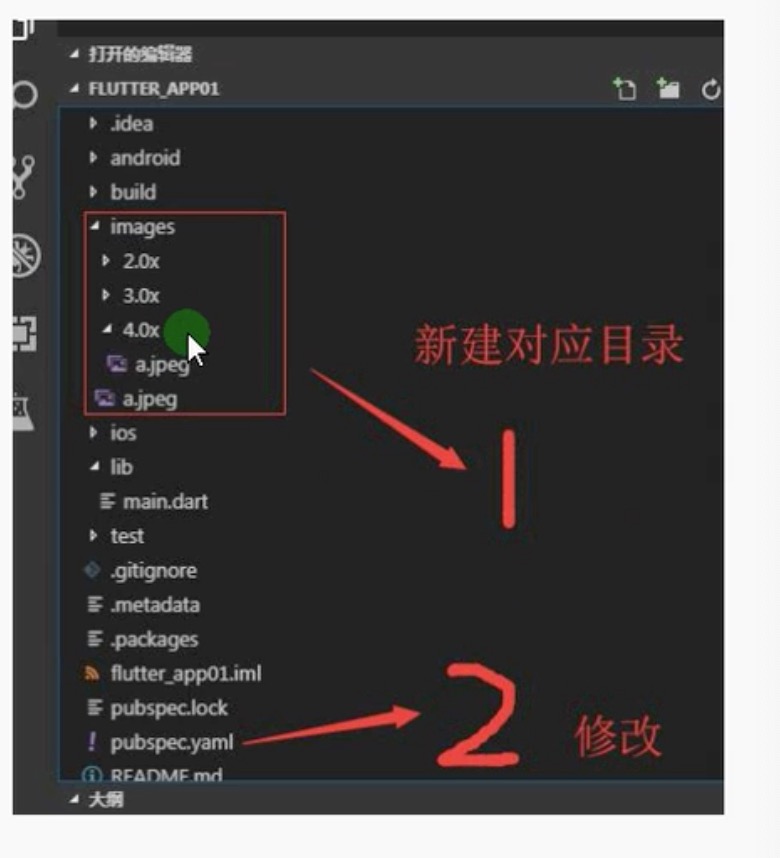 打开的编辑器
FLUTTER_APP01
.idea
android
build
images
2.0x
3.0x
4.0x
a.jpeg
a.jpeg
新建对应目录
1
ios
lib
main.dart
test
.gitignore
.metadata
.packages
flutter_app01.iml
pubspec.lock
pubspec.yaml
2 修改
README.md
大纲